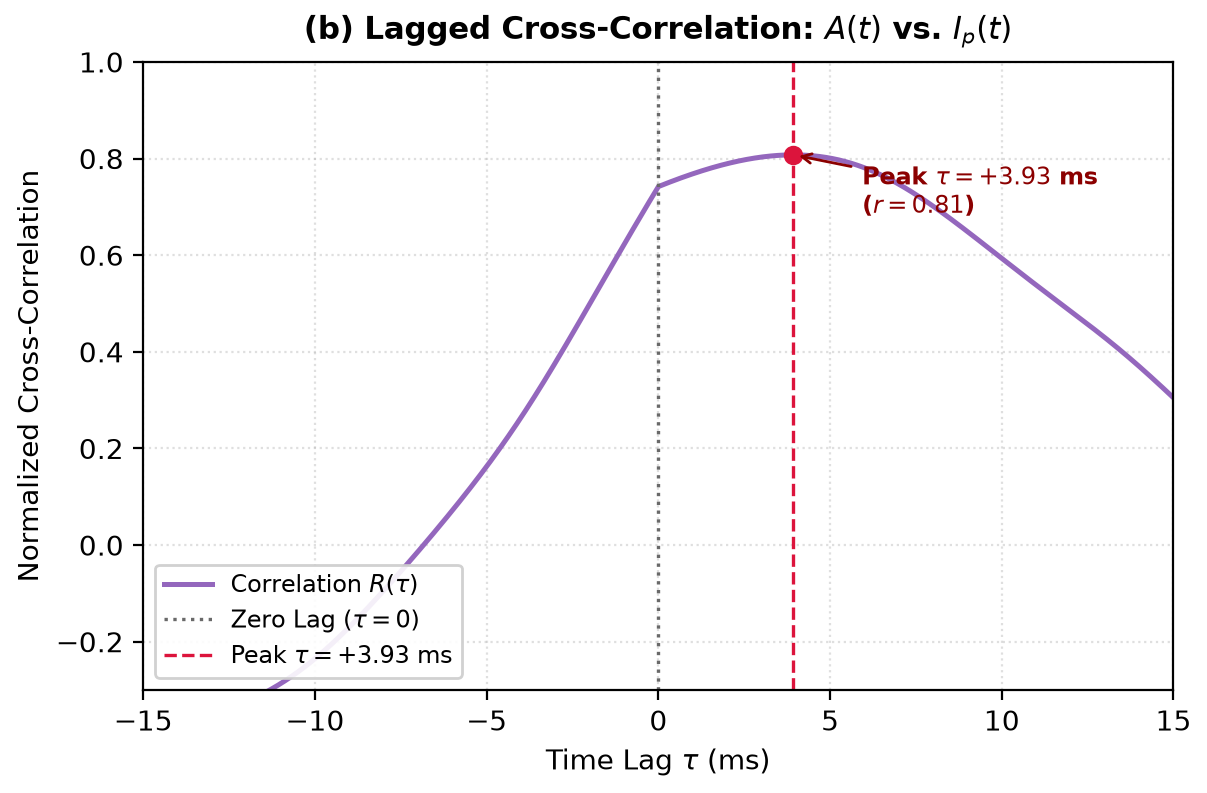 (b) Lagged Cross-Correlation: A(t) vs. Iₚ(t)
Normalized Cross-Correlation
1.0
0.8
0.6
0.4
0.2
0.0
−0.2
Peak τ = +3.93 ms
(r = 0.81)
Correlation R(τ)
Zero Lag (τ = 0)
Peak τ = +3.93 ms
−15 −10 −5 0 5 10 15
Time Lag τ (ms)